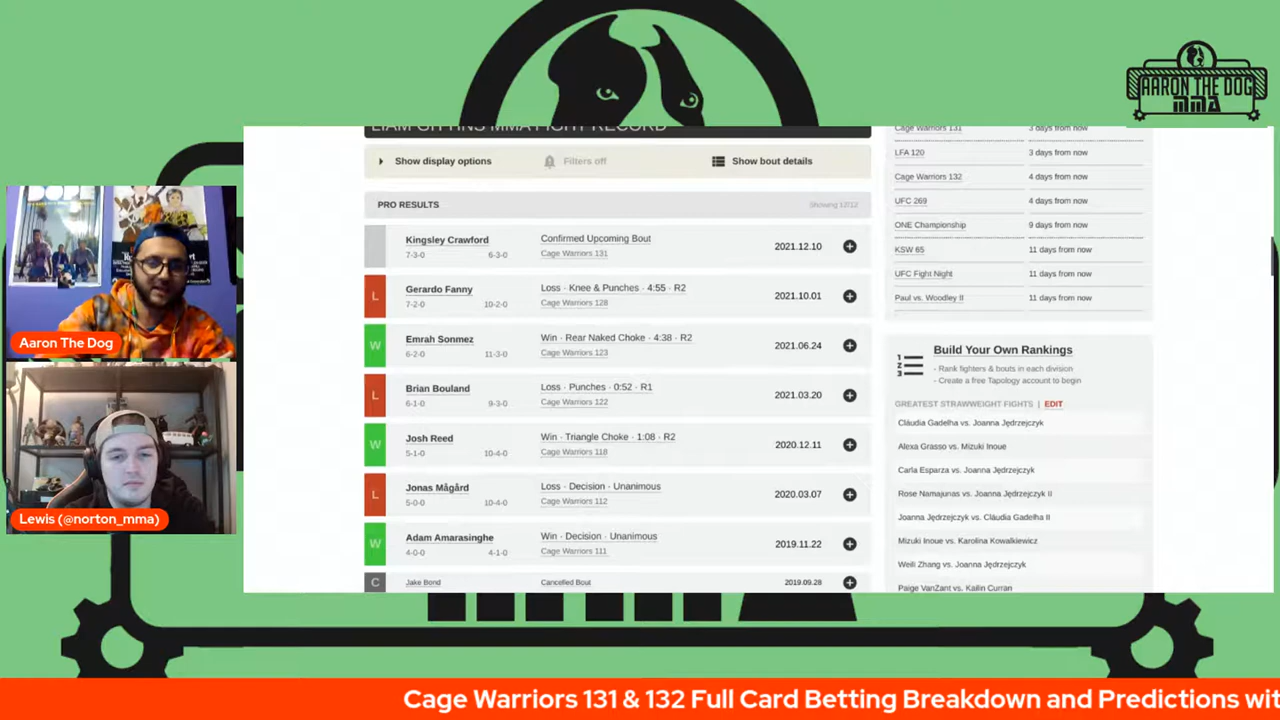 AARON THE DOG
MMA
LIAM GITTINS MMA FIGHT RECORD
Show display options
Filters off
Show bout details
PRO RESULTS
Showing 12/12
Kingsley Crawford
7-3-0
6-3-0
Confirmed Upcoming Bout
Cage Warriors 131
2021.12.10
L
Gerardo Fanny
7-2-0
10-2-0
Loss · Knee & Punches · 4:55 · R2
Cage Warriors 128
2021.10.01
W
Emrah Sonmez
6-2-0
11-3-0
Win · Rear Naked Choke · 4:38 · R2
Cage Warriors 123
2021.06.24
L
Brian Bouland
6-1-0
9-3-0
Loss · Punches · 0:52 · R1
Cage Warriors 122
2021.03.20
W
Josh Reed
5-1-0
10-4-0
Win · Triangle Choke · 1:08 · R2
Cage Warriors 118
2020.12.11
L
Jonas Mågård
5-0-0
10-4-0
Loss · Decision · Unanimous
Cage Warriors 112
2020.03.07
W
Adam Amarasinghe
4-0-0
4-1-0
Win · Decision · Unanimous
Cage Warriors 111
2019.11.22
C
Jake Bond
Cancelled Bout
2019.09.28
Cage Warriors 131
3 days from now
LFA 120
3 days from now
Cage Warriors 132
4 days from now
UFC 269
4 days from now
ONE Championship
9 days from now
KSW 65
11 days from now
UFC Fight Night
11 days from now
Paul vs. Woodley II
11 days from now
Build Your Own Rankings
- Rank fighters & bouts in each division
- Create a free Tapology account to begin
GREATEST STRAWWEIGHT FIGHTS | EDIT
Cláudia Gadelha vs. Joanna Jędrzejczyk
Alexa Grasso vs. Mizuki Inoue
Carla Esparza vs. Joanna Jędrzejczyk
Rose Namajunas vs. Joanna Jędrzejczyk II
Joanna Jędrzejczyk vs. Cláudia Gadelha II
Mizuki Inoue vs. Karolina Kowalkiewicz
Weili Zhang vs. Joanna Jędrzejczyk
Paige VanZant vs. Kailin Curran
Aaron The Dog
Lewis (@norton_mma)
Cage Warriors 131 & 132 Full Card Betting Breakdown and Predictions wit